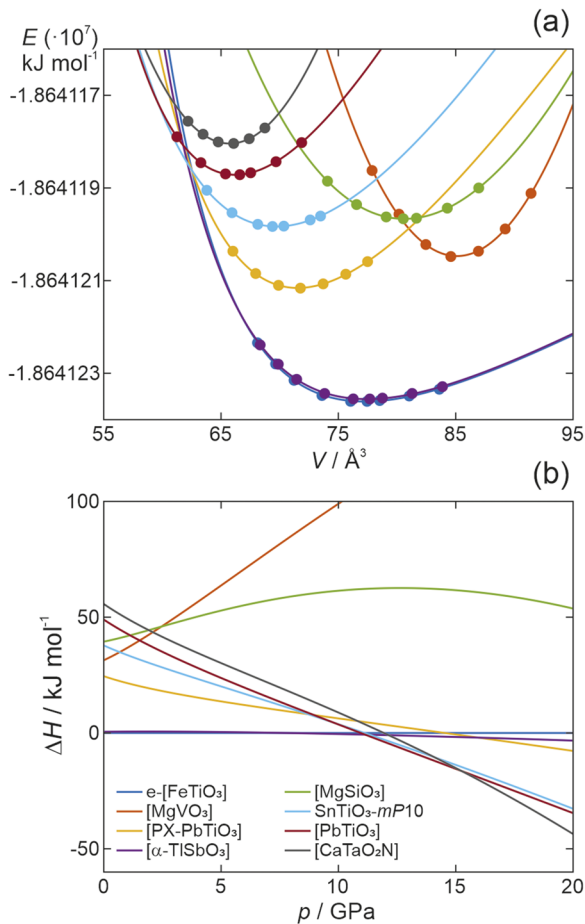 (a)
E (·10⁷)
kJ mol⁻¹
-1.864117
-1.864119
-1.864121
-1.864123
55 65 75 85 95
V / Å³
(b)
100
50
0
-50
ΔH / kJ mol⁻¹
e-[FeTiO₃] [MgSiO₃]
[MgVO₃] SnTiO₃-mP10
[PX-PbTiO₃] [PbTiO₃]
[α-TlSbO₃] [CaTaO₂N]
0 5 10 15 20
p / GPa